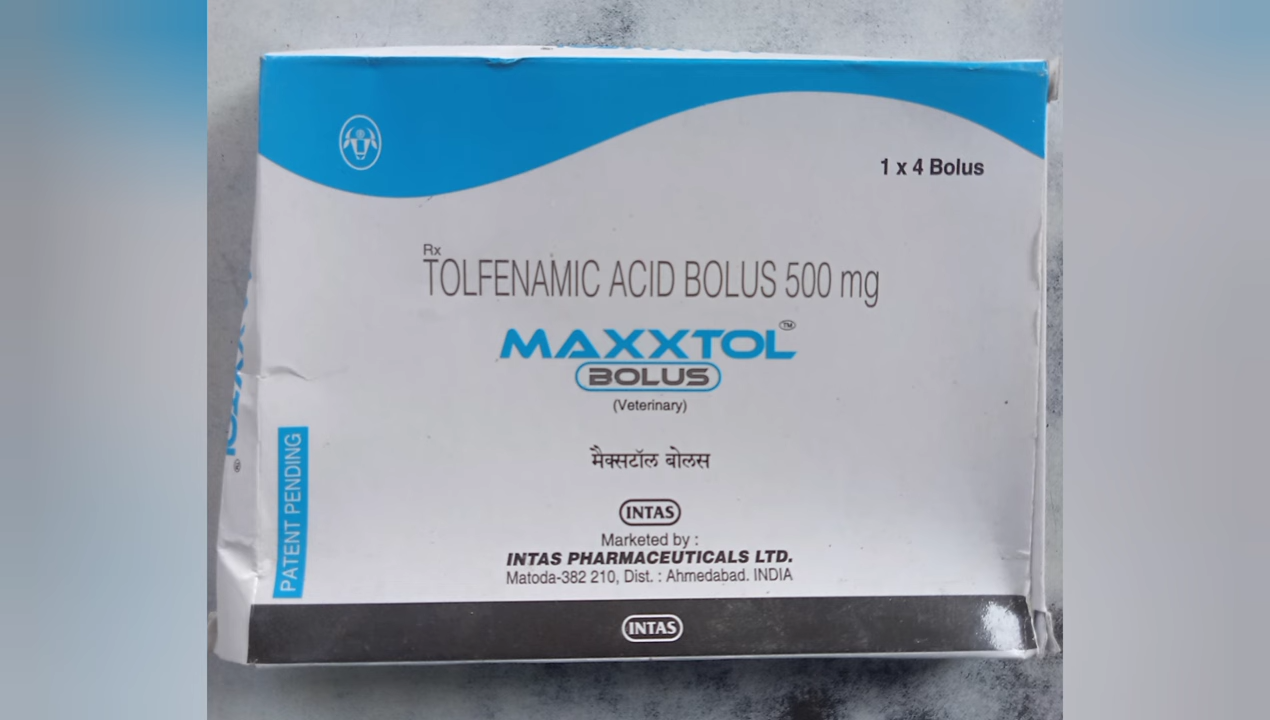 1 x 4 Bolus
Rx
TOLFENAMIC ACID BOLUS 500 mg
MAXXTOL™
BOLUS
(Veterinary)
मैक्सटॉल बोलस
INTAS
Marketed by :
INTAS PHARMACEUTICALS LTD.
Matoda-382 210, Dist. : Ahmedabad. INDIA
PATENT PENDING
INTAS